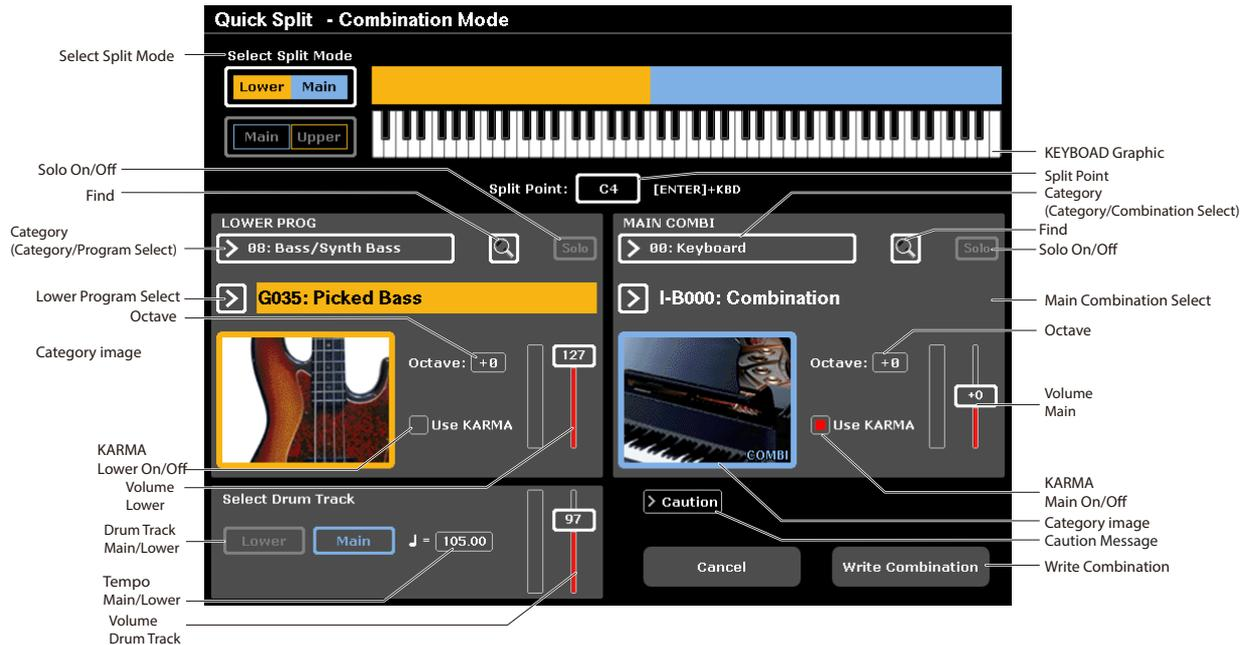 Quick Split - Combination Mode
Select Split Mode
Select Split Mode
Lower Main
Main Upper
KEYBOAD Graphic
Solo On/Off
Split Point
Find
Split Point: C4 [ENTER]+KBD
Category
(Category/Combination Select)
LOWER PROG
MAIN COMBI
Find
Category
(Category/Program Select)
08: Bass/Synth Bass
Solo
00: Keyboard
Solo
Solo On/Off
Lower Program Select
G035: Picked Bass
I-B000: Combination
Main Combination Select
Octave
Octave
Category image
Octave: +0
127
Octave: +0
+0
Volume
Main
Use KARMA
Use KARMA
COMBI
KARMA
Lower On/Off
Volume
Lower
KARMA
Main On/Off
Select Drum Track
Caution
Category image
Caution Message
Drum Track
Main/Lower
Lower
Main
♩ = 105.00
97
Cancel
Write Combination
Write Combination
Tempo
Main/Lower
Volume
Drum Track